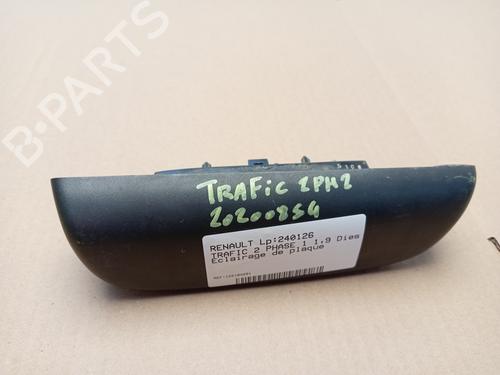 B-PARTS
TRAFIC 2PH2
20200854
RENAULT Lp:240126
TRAFIC 2 PHASE 1 1.9 Dies
Eclairage de plaque